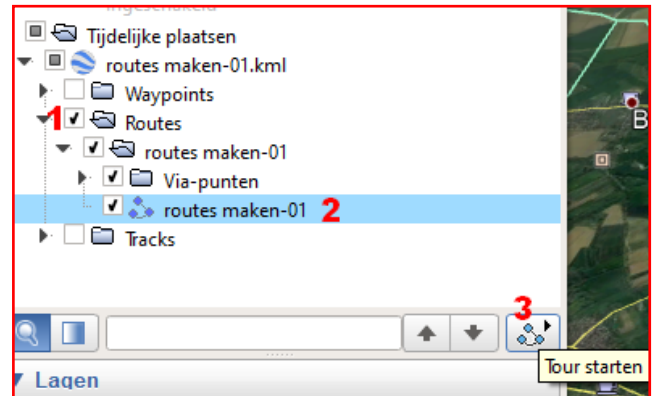 ingeschakeld
Tijdelijke plaatsen
routes maken-01.kml
Waypoints
1 Routes
routes maken-01
Via-punten
routes maken-01 2
Tracks
3
Tour starten
Lagen
B